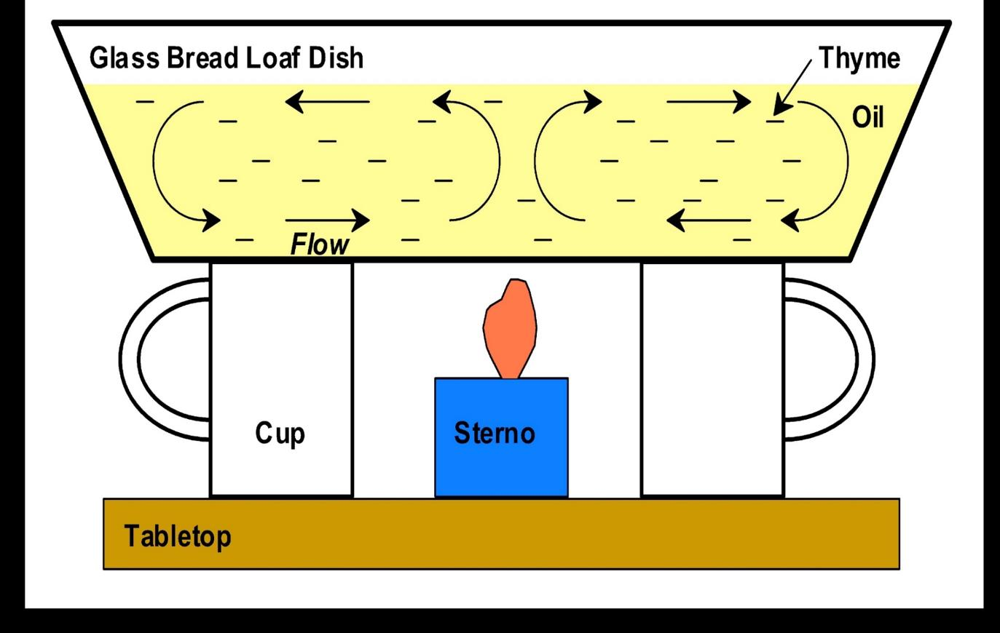 Glass Bread Loaf Dish
Thyme
Oil
Flow
Cup
Sterno
Tabletop